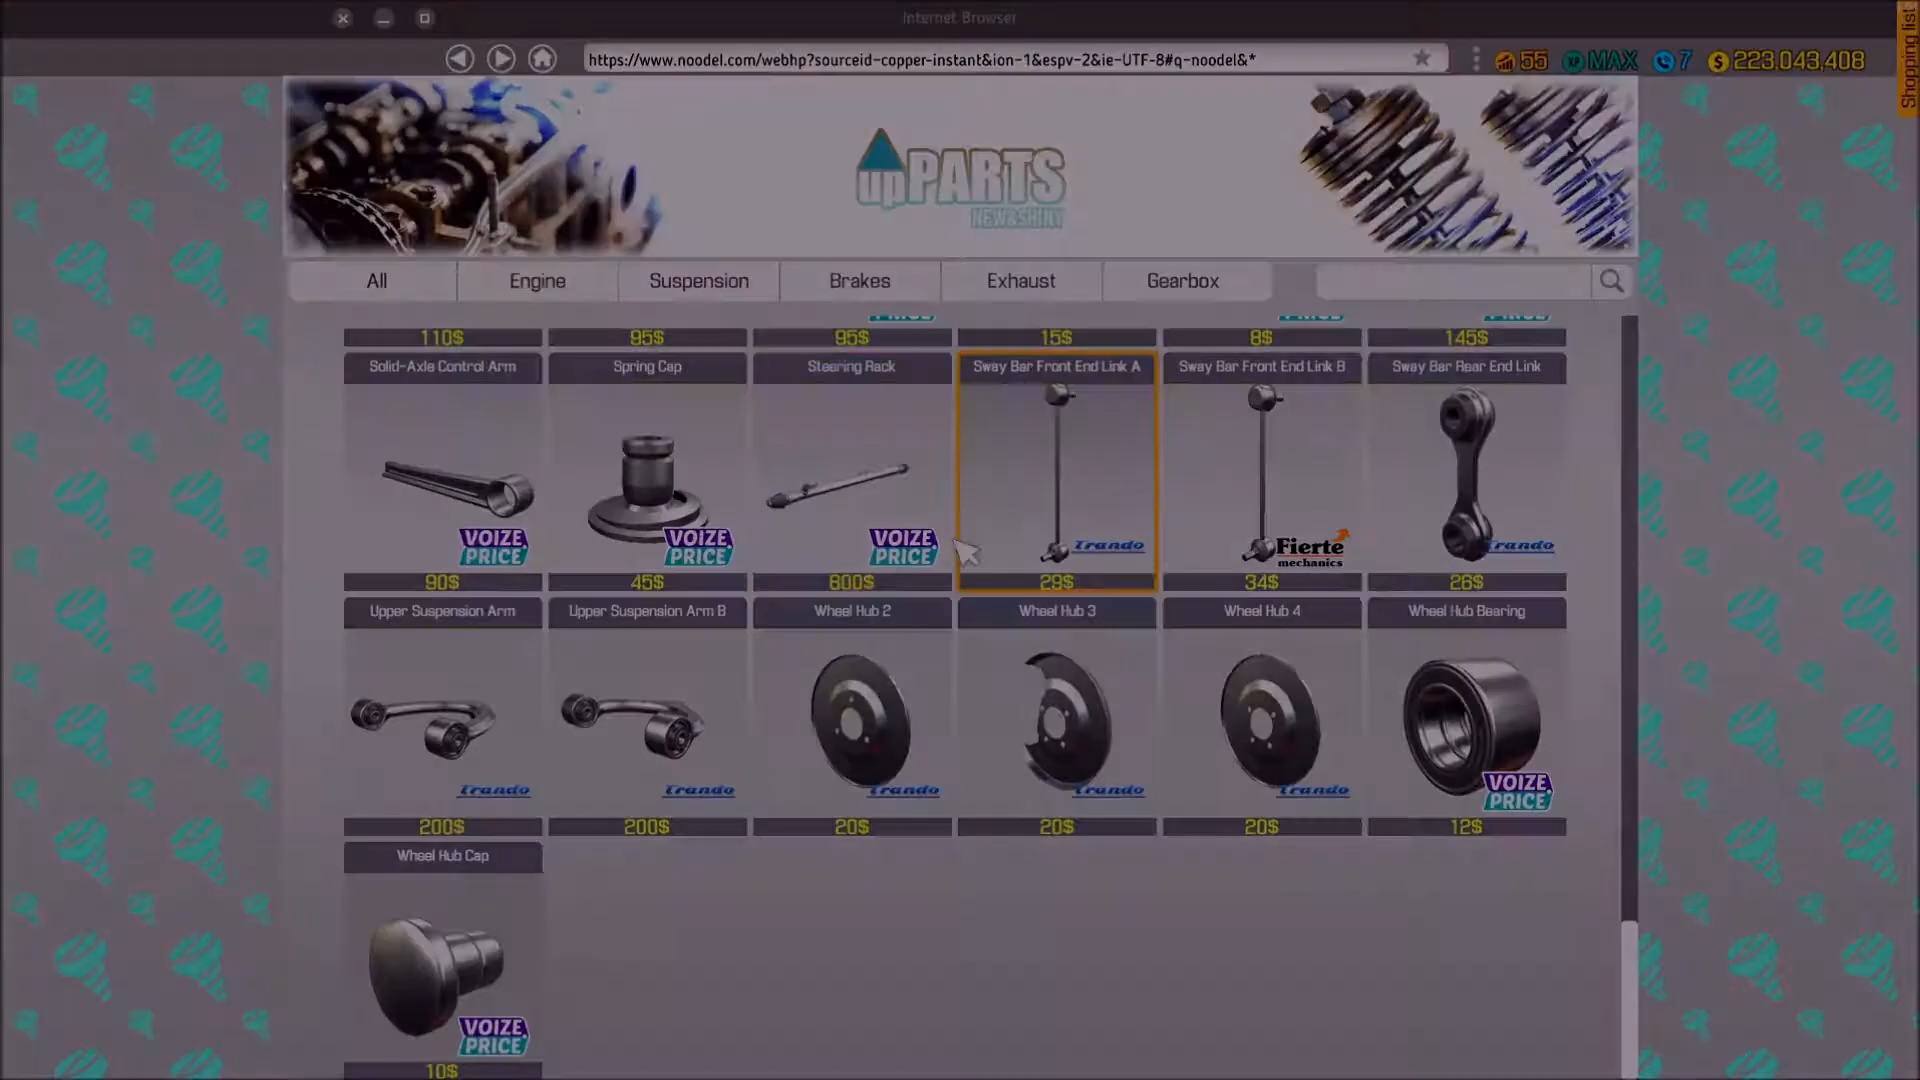 Internet Browser
Shopping list
https://www.noodel.com/webhp?sourceid-copper-instant&ion-1&espv-2&ie-UTF-8#q-noodel&*
55
XP MAX
7
$ 223,043,408
upPARTS
NEW&SHINY
All
Engine
Suspension
Brakes
Exhaust
Gearbox
110$
95$
95$
15$
8$
145$
Solid-Axle Control Arm
Spring Cap
Steering Rack
Sway Bar Front End Link A
Sway Bar Front End Link B
Sway Bar Rear End Link
VOIZE.
PRICE
VOIZE.
PRICE
VOIZE.
PRICE
Trando
Fierte
mechanics
Trando
90$
45$
800$
29$
34$
26$
Upper Suspension Arm
Upper Suspension Arm B
Wheel Hub 2
Wheel Hub 3
Wheel Hub 4
Wheel Hub Bearing
Trando
Trando
Trando
Trando
Trando
VOIZE.
PRICE
200$
200$
20$
20$
20$
12$
Wheel Hub Cap
VOIZE.
PRICE
10$